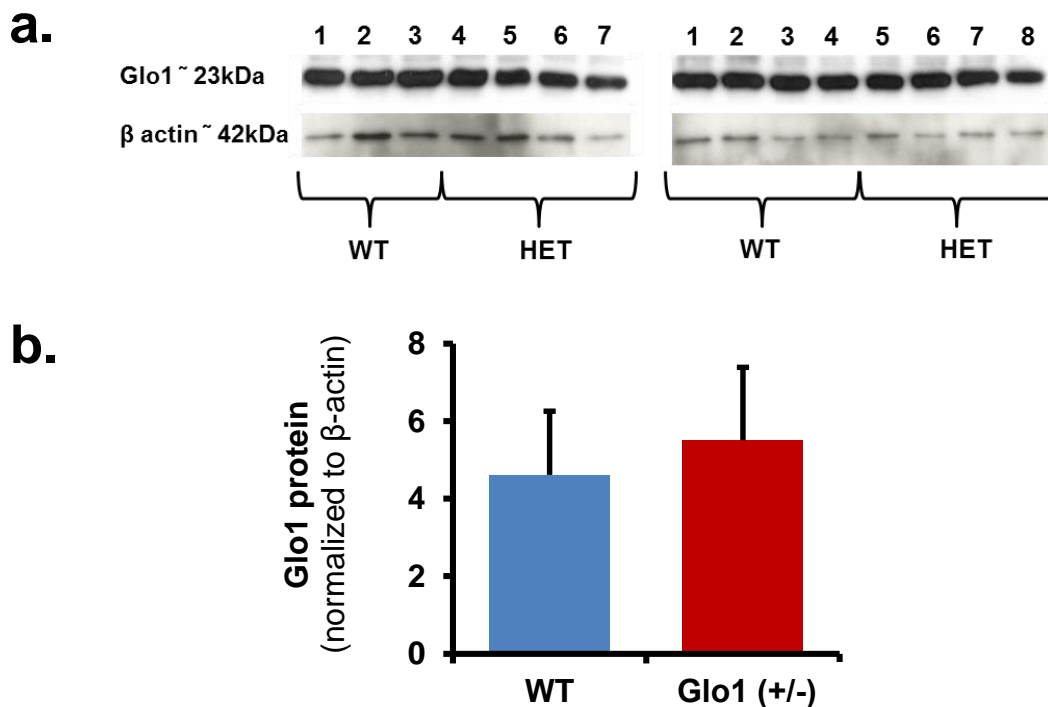 a.
1 2 3 4 5 6 7 1 2 3 4 5 6 7 8
Glo1 ~ 23kDa
β actin ~ 42kDa
WT HET WT HET
b.
Glo1 protein
(normalized to β-actin)
8
6
4
2
0
WT Glo1 (+/-)